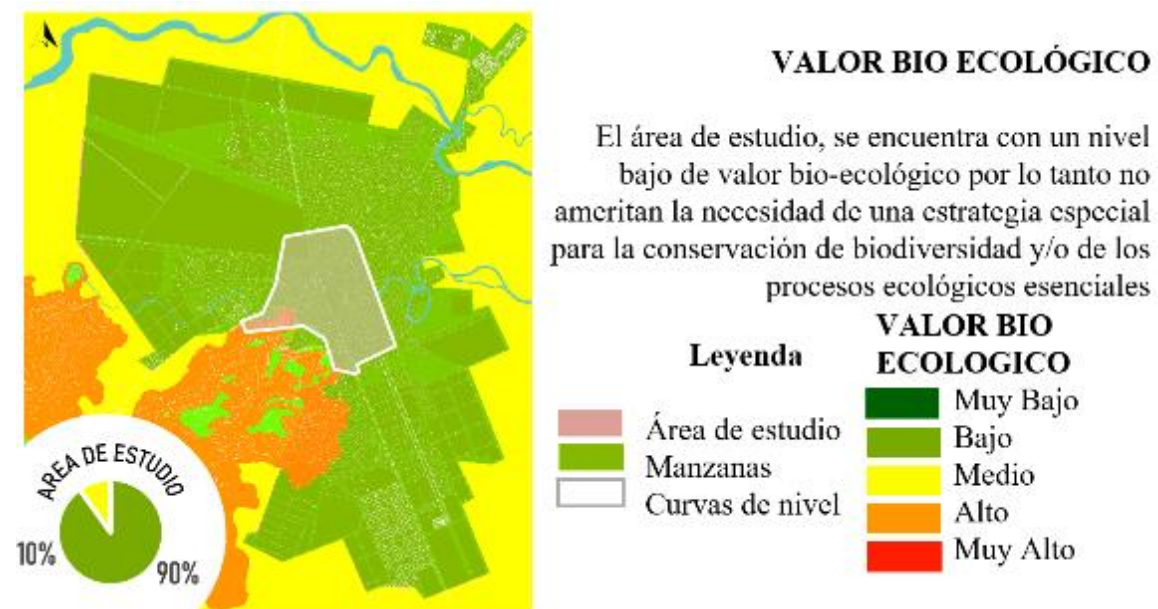 VALOR BIO ECOLÓGICO
El área de estudio, se encuentra con un nivel
bajo de valor bio-ecológico por lo tanto no
ameritan la necesidad de una estrategia especial
para la conservación de biodiversidad y/o de los
procesos ecológicos esenciales
Leyenda
Área de estudio
Manzanas
Curvas de nivel
VALOR BIO
ECOLOGICO
Muy Bajo
Bajo
Medio
Alto
Muy Alto
AREA DE ESTUDIO
10%
90%